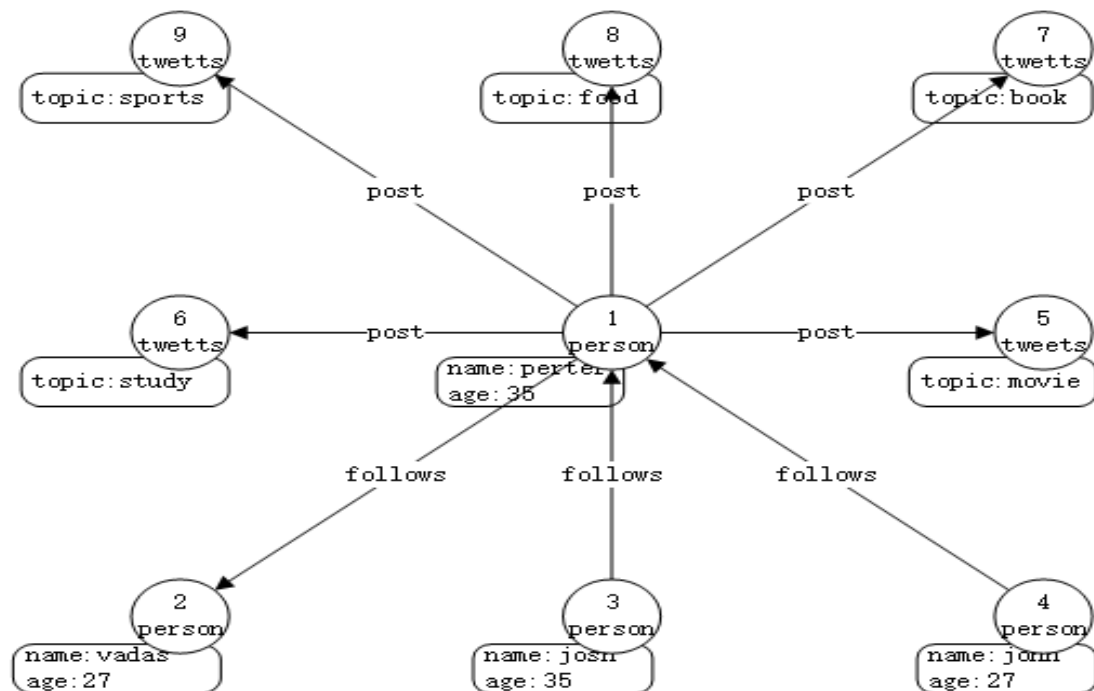 9
twetts
topic:sports
8
twetts
topic:food
7
twetts
topic:book
post
post
post
6
twetts
topic:study
post
1
person
name:perter
age:35
post
5
tweets
topic:movie
follows
follows
follows
2
person
name:vadas
age:27
3
person
name:josh
age:35
4
person
name:john
age:27